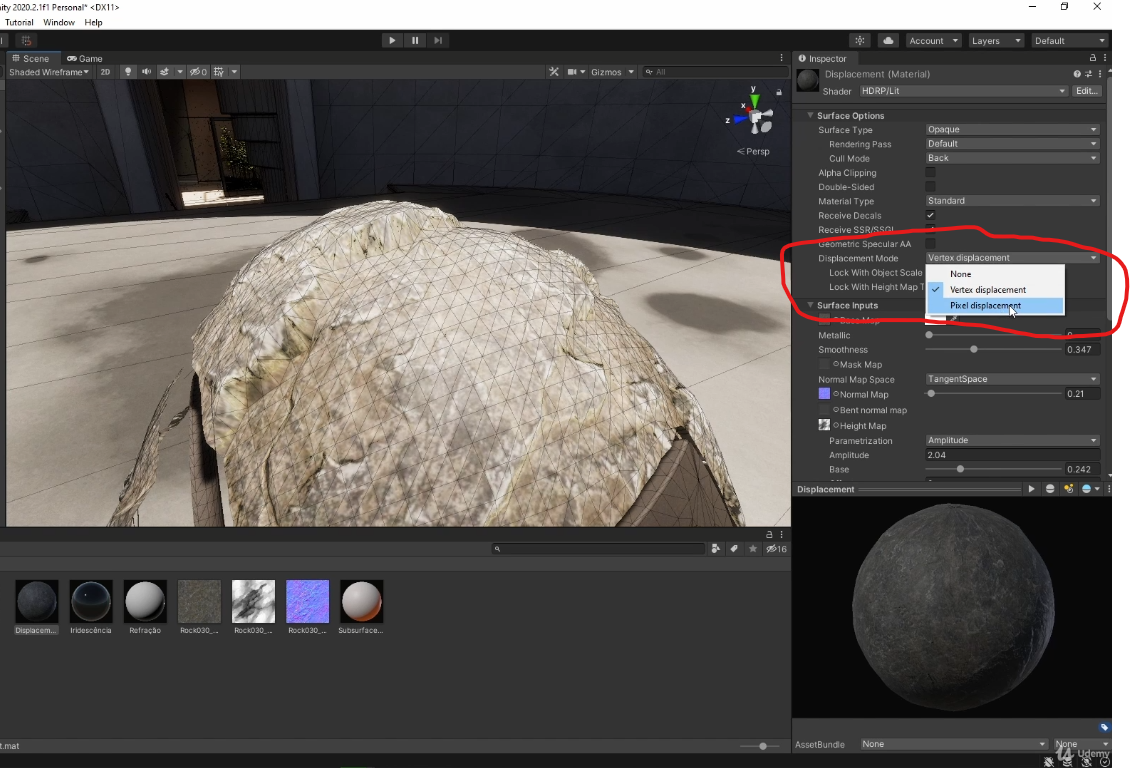 ity 2020.2.1f1 Personal* <DX11>
Tutorial Window Help
Account Layers Default
Scene Game
Shaded Wireframe 2D 0 Gizmos All
y
x
z
Persp
Inspector
Displacement (Material)
Shader HDRP/Lit Edit...
Surface Options
Surface Type Opaque
Rendering Pass Default
Cull Mode Back
Alpha Clipping
Double-Sided
Material Type Standard
Receive Decals
Receive SSR/SSGI
Geometric Specular AA
Displacement Mode Vertex displacement
None
Lock With Object Scale
Lock With Height Map T
Vertex displacement
Pixel displacement
Surface Inputs
Base Map
Metallic 0
Smoothness 0.347
Mask Map
Normal Map Space TangentSpace
Normal Map 0.21
Bent normal map
Height Map
Parametrization Amplitude
Amplitude 2.04
Base 0.242
Displacement
16
Displacem... Iridescência Refração Rock030_... Rock030_... Rock030_... Subsurface...
t.mat
AssetBundle None None
Udemy